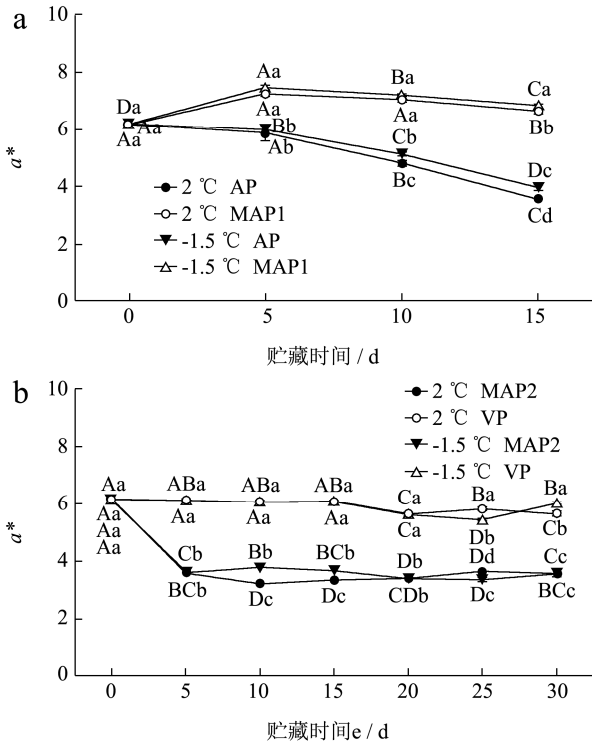 a
10
8
6
4
2
0
a*
Aa
Ba
Ca
Da
Aa
Aa
Bb
Aa
Aa
Bb
Cb
Ab
Bc
Dc
Cd
2 ℃ AP
2 ℃ MAP1
-1.5 ℃ AP
-1.5 ℃ MAP1
0 5 10 15
贮藏时间 / d
b
10
8
6
4
2
0
a*
2 ℃ MAP2
2 ℃ VP
-1.5 ℃ MAP2
-1.5 ℃ VP
Aa ABa ABa ABa Ca Ba Ba
Aa Aa Aa Aa Ca Db Cb
Aa
Aa
Cb Bb BCb Db Dd Cc
BCb Dc Dc CDb Dc BCc
0 5 10 15 20 25 30
贮藏时间e / d